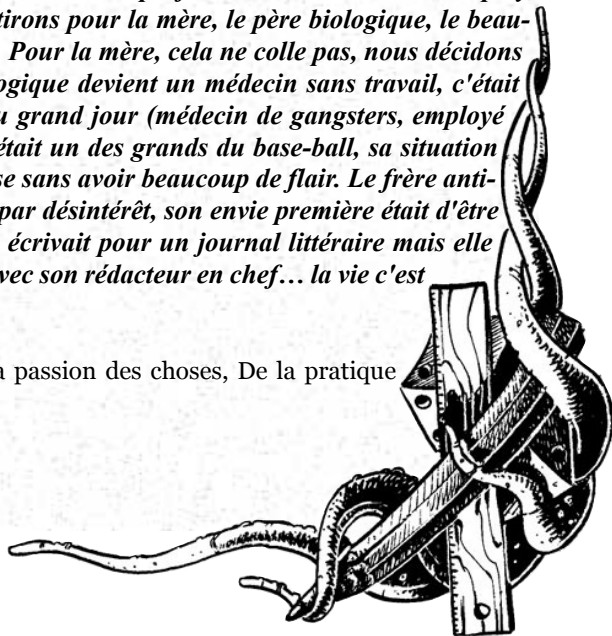 tirons pour la mère, le père biologique, le beau-
Pour la mère, cela ne colle pas, nous décidons
ogique devient un médecin sans travail, c'était
u grand jour (médecin de gangsters, employé
était un des grands du base-ball, sa situation
se sans avoir beaucoup de flair. Le frère anti-
par désintérêt, son envie première était d'être
écrivait pour un journal littéraire mais elle
vec son rédacteur en chef… la vie c'est
a passion des choses, De la pratique